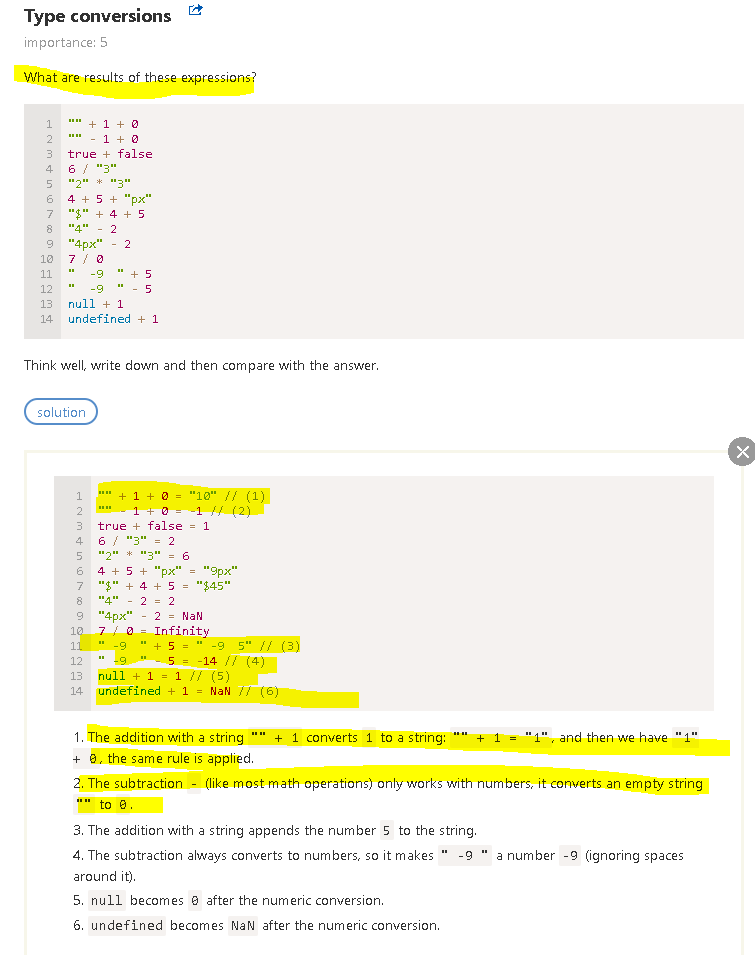 Type conversions
importance: 5
What are results of these expressions?
1 "" + 1 + 0
2 "" - 1 + 0
3 true + false
4 6 / "3"
5 "2" * "3"
6 4 + 5 + "px"
7 "$" + 4 + 5
8 "4" - 2
9 "4px" - 2
10 7 / 0
11 "  -9  " + 5
12 "  -9  " - 5
13 null + 1
14 undefined + 1
Think well, write down and then compare with the answer.
solution
1 "" + 1 + 0 = "10" // (1)
2 "" - 1 + 0 = -1 // (2)
3 true + false = 1
4 6 / "3" = 2
5 "2" * "3" = 6
6 4 + 5 + "px" = "9px"
7 "$" + 4 + 5 = "$45"
8 "4" - 2 = 2
9 "4px" - 2 = NaN
10 7 / 0 = Infinity
11 " -9  " + 5 = " -9  5" // (3)
12 " -9  " - 5 = -14 // (4)
13 null + 1 = 1 // (5)
14 undefined + 1 = NaN // (6)
1. The addition with a string "" + 1 converts 1 to a string: "" + 1 = "1", and then we have "1"
+ 0, the same rule is applied.
2. The subtraction - (like most math operations) only works with numbers, it converts an empty string
"" to 0.
3. The addition with a string appends the number 5 to the string.
4. The subtraction always converts to numbers, so it makes " -9 " a number -9 (ignoring spaces
around it).
5. null becomes 0 after the numeric conversion.
6. undefined becomes NaN after the numeric conversion.